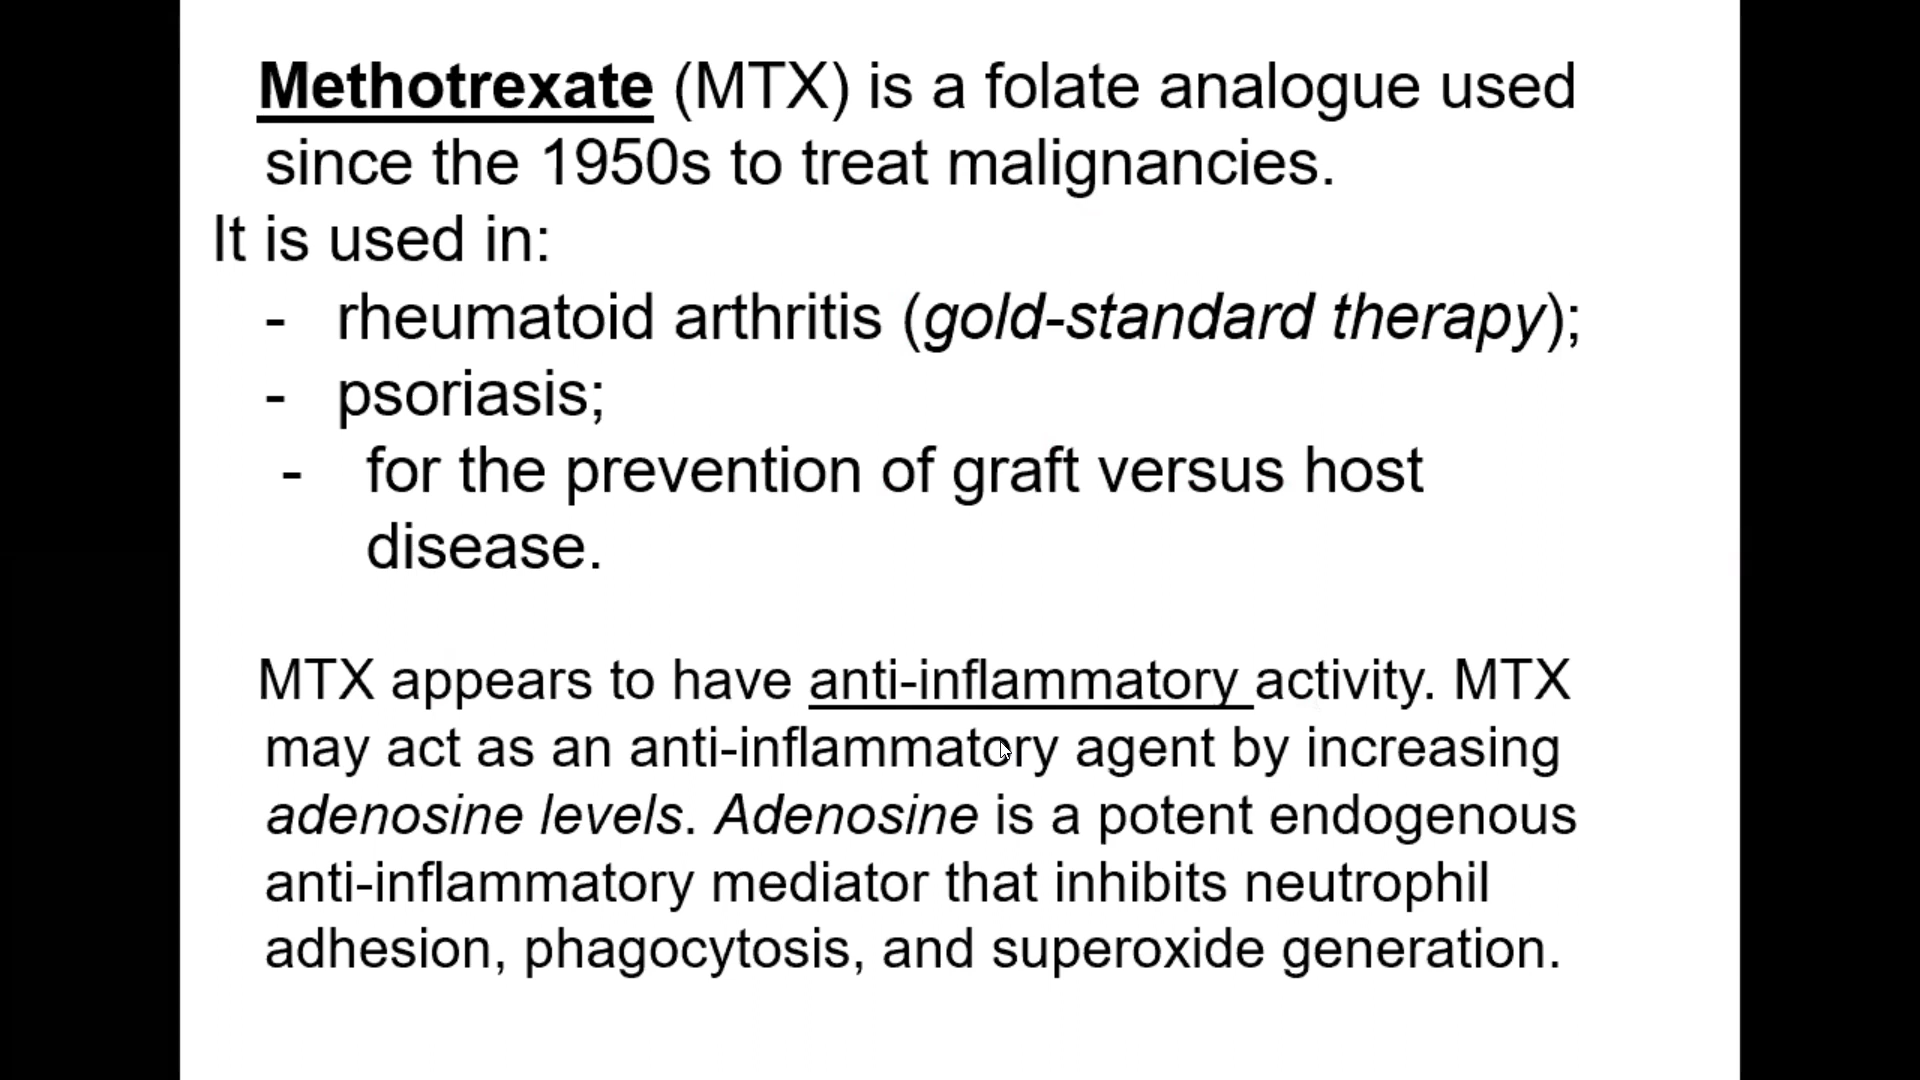 Methotrexate (MTX) is a folate analogue used
since the 1950s to treat malignancies.
It is used in:
- rheumatoid arthritis (gold-standard therapy);
- psoriasis;
- for the prevention of graft versus host
disease.
MTX appears to have anti-inflammatory activity. MTX
may act as an anti-inflammatory agent by increasing
adenosine levels. Adenosine is a potent endogenous
anti-inflammatory mediator that inhibits neutrophil
adhesion, phagocytosis, and superoxide generation.